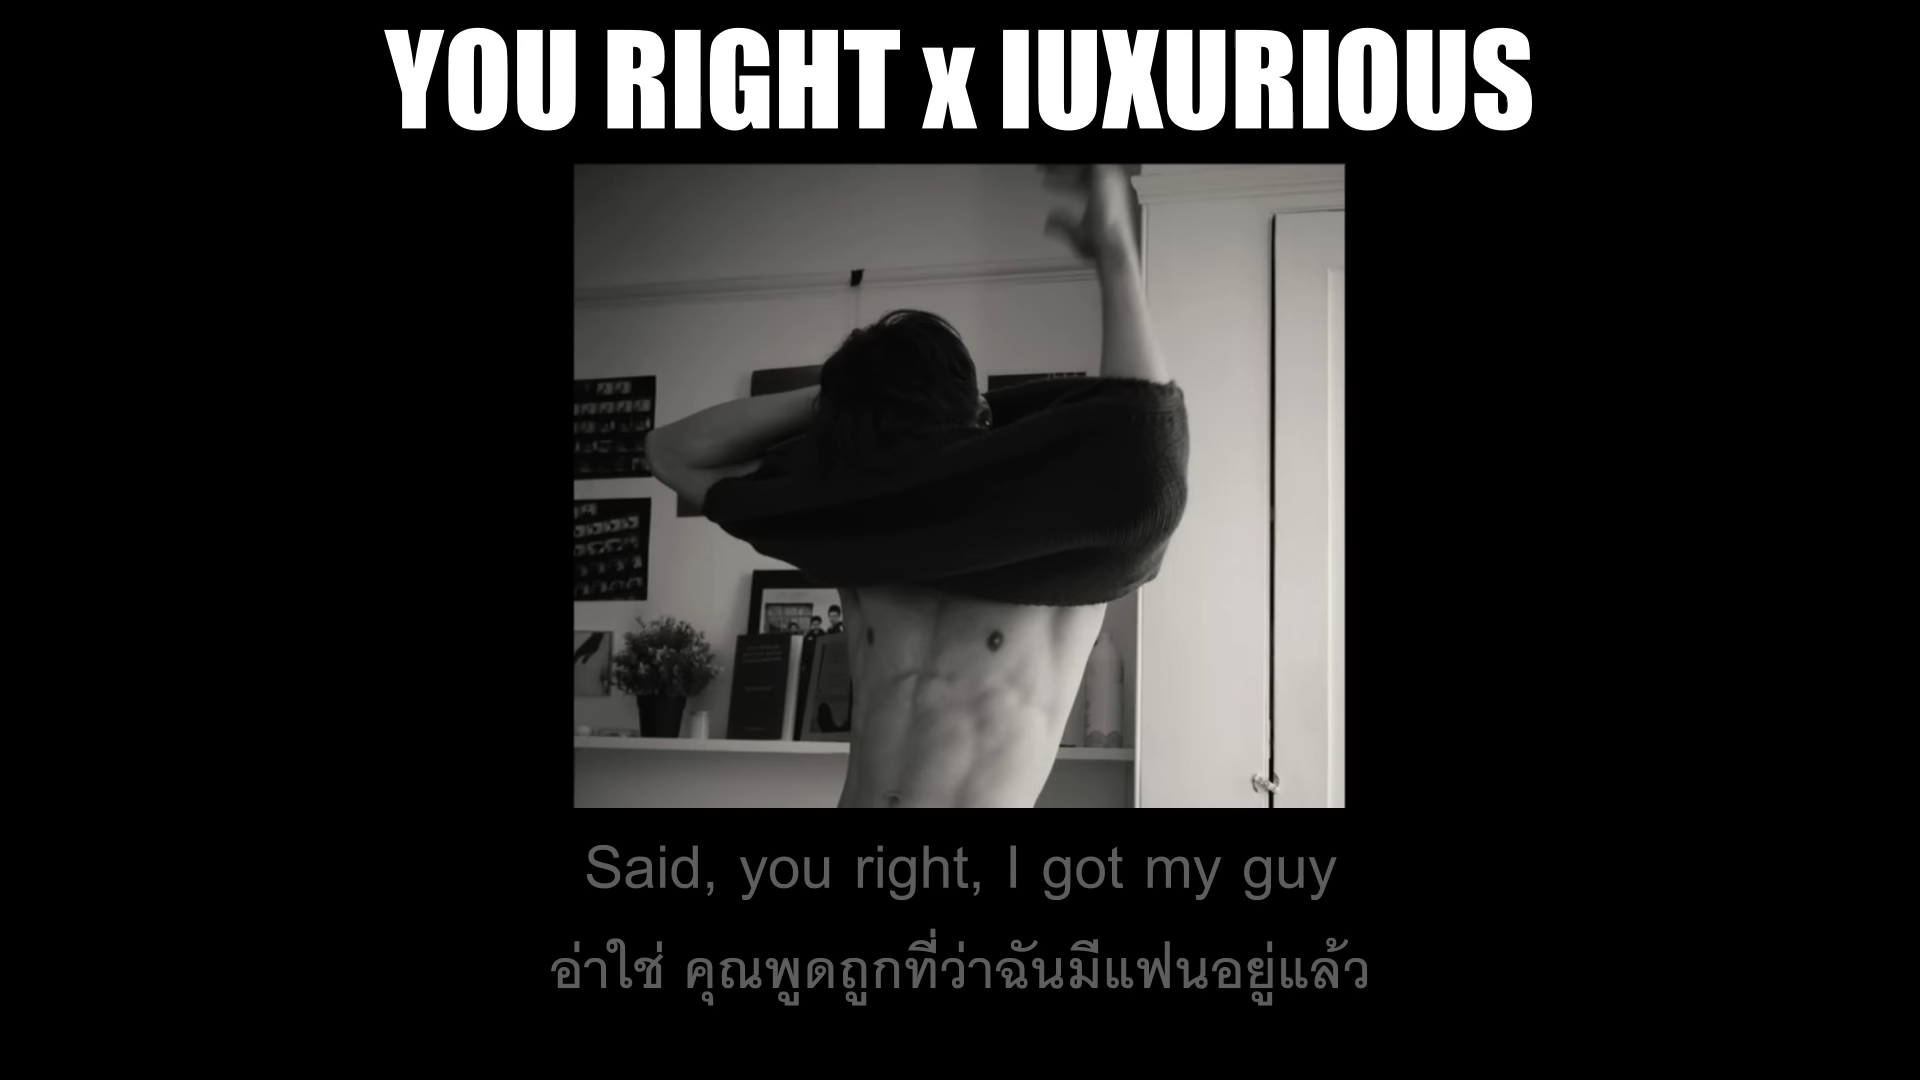 YOU RIGHT x IUXURIOUS
Said, you right, I got my guy
อ่าใช่ คุณพูดถูกที่ว่าฉันมีแฟนอยู่แล้ว